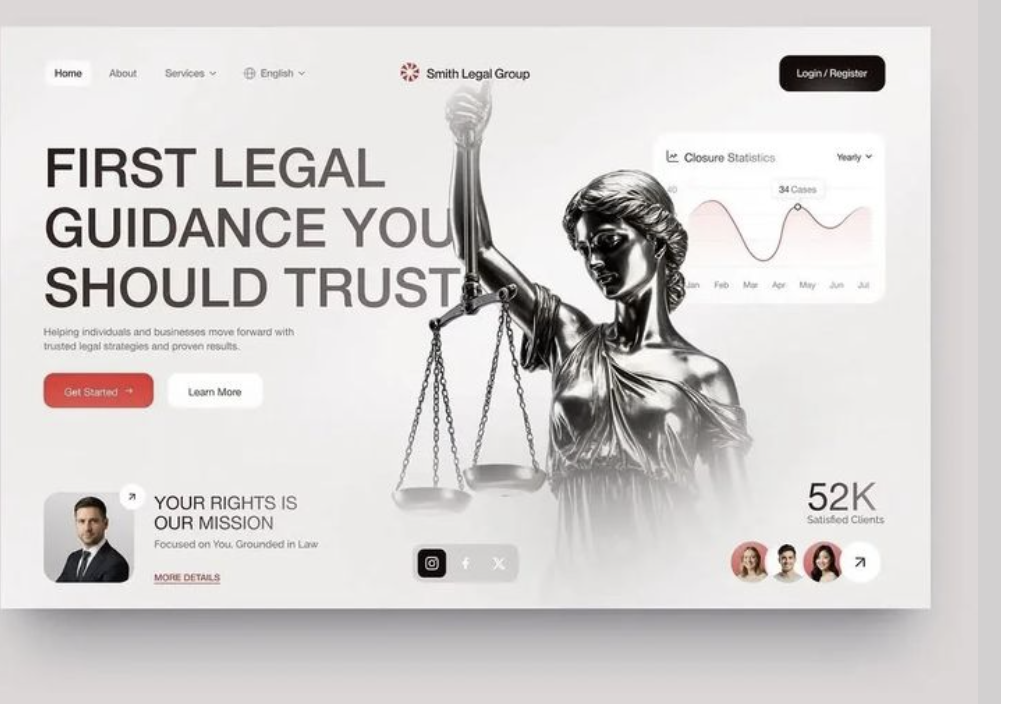 Home
About
Services
English
Smith Legal Group
Login / Register
FIRST LEGAL
GUIDANCE YOU
SHOULD TRUST
Helping individuals and businesses move forward with
trusted legal strategies and proven results.
Get Started →
Learn More
Closure Statistics
Yearly
40
34 Cases
Jan Feb Mar Apr May Jun Jul
YOUR RIGHTS IS
OUR MISSION
Focused on You. Grounded in Law
MORE DETAILS
52K
Satisfied Clients